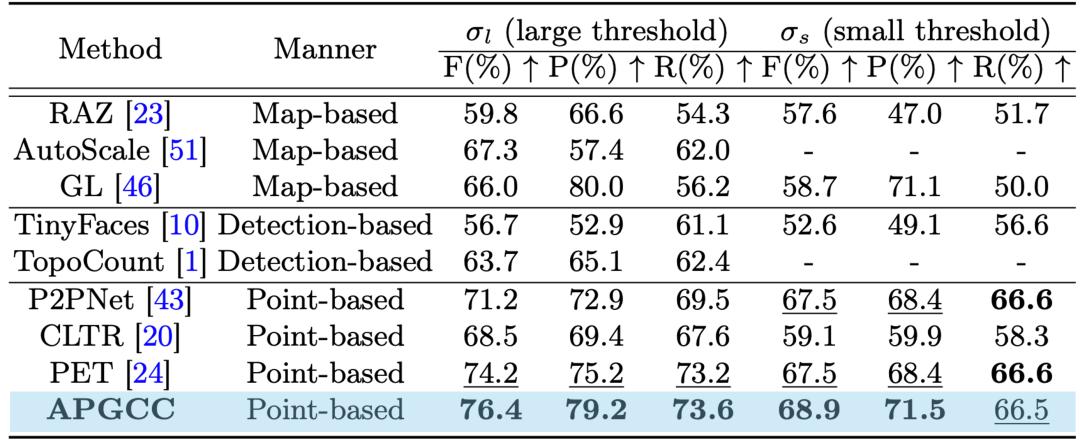 Method Manner σl (large threshold) σs (small threshold)
F(%) ↑ P(%) ↑ R(%) ↑ F(%) ↑ P(%) ↑ R(%) ↑
RAZ [23] Map-based 59.8 66.6 54.3 57.6 47.0 51.7
AutoScale [51] Map-based 67.3 57.4 62.0 - - -
GL [46] Map-based 66.0 80.0 56.2 58.7 71.1 50.0
TinyFaces [10] Detection-based 56.7 52.9 61.1 52.6 49.1 56.6
TopoCount [1] Detection-based 63.7 65.1 62.4 - - -
P2PNet [43] Point-based 71.2 72.9 69.5 67.5 68.4 66.6
CLTR [20] Point-based 68.5 69.4 67.6 59.1 59.9 58.3
PET [24] Point-based 74.2 75.2 73.2 67.5 68.4 66.6
APGCC Point-based 76.4 79.2 73.6 68.9 71.5 66.5